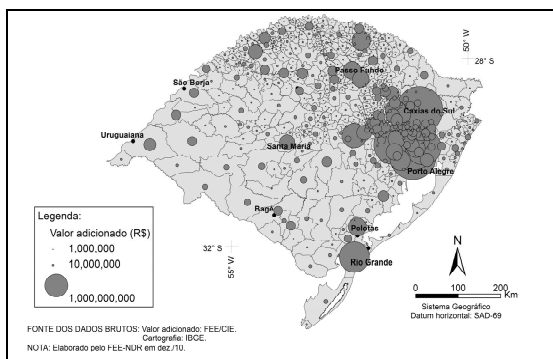 50° W
28° S
Passo Fundo
São Borja
Caxias do Sul
Uruguaiana
Santa Maria
Porto Alegre
Legenda:
Valor adicionado (R$)
1.000,000
10,000,000
1.000,000,000
Bagé
Pelotas
Rio Grande
32° S
55° W
N
0 100 200 Km
Sistema Geográfico
Datum horizontal: SAD-69
FONTE DOS DADOS BRUTOS: Valor adicionado: FEE/CIE.
Cartografia: IBGE.
NOTA: Elaborado pelo FEE-NDR em dez./10.